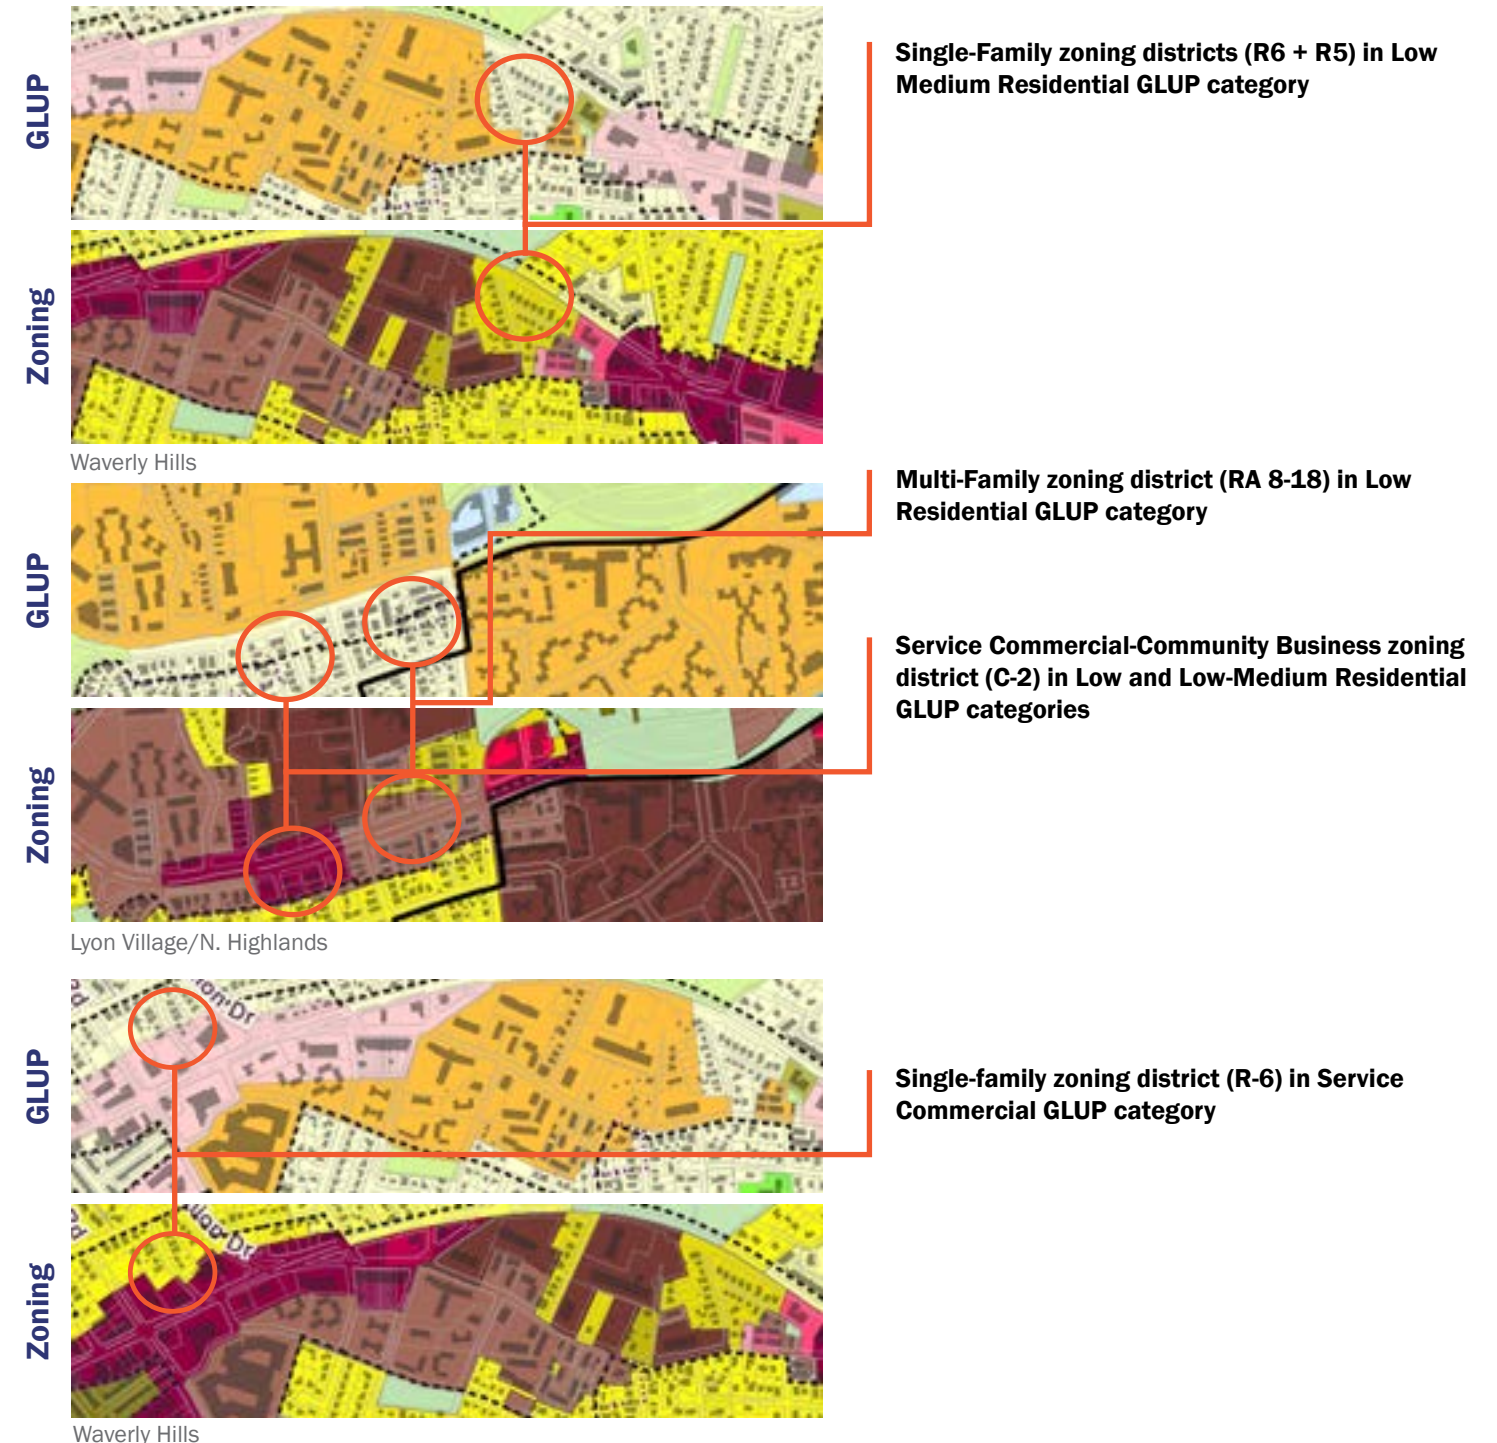 GLUP
Single-Family zoning districts (R6 + R5) in Low
Medium Residential GLUP category
Zoning
Waverly Hills
GLUP
Multi-Family zoning district (RA 8-18) in Low
Residential GLUP category
Service Commercial-Community Business zoning
district (C-2) in Low and Low-Medium Residential
GLUP categories
Zoning
Lyon Village/N. Highlands
GLUP
Dr
Single-family zoning district (R-6) in Service
Commercial GLUP category
Zoning
Dr
Waverly Hills